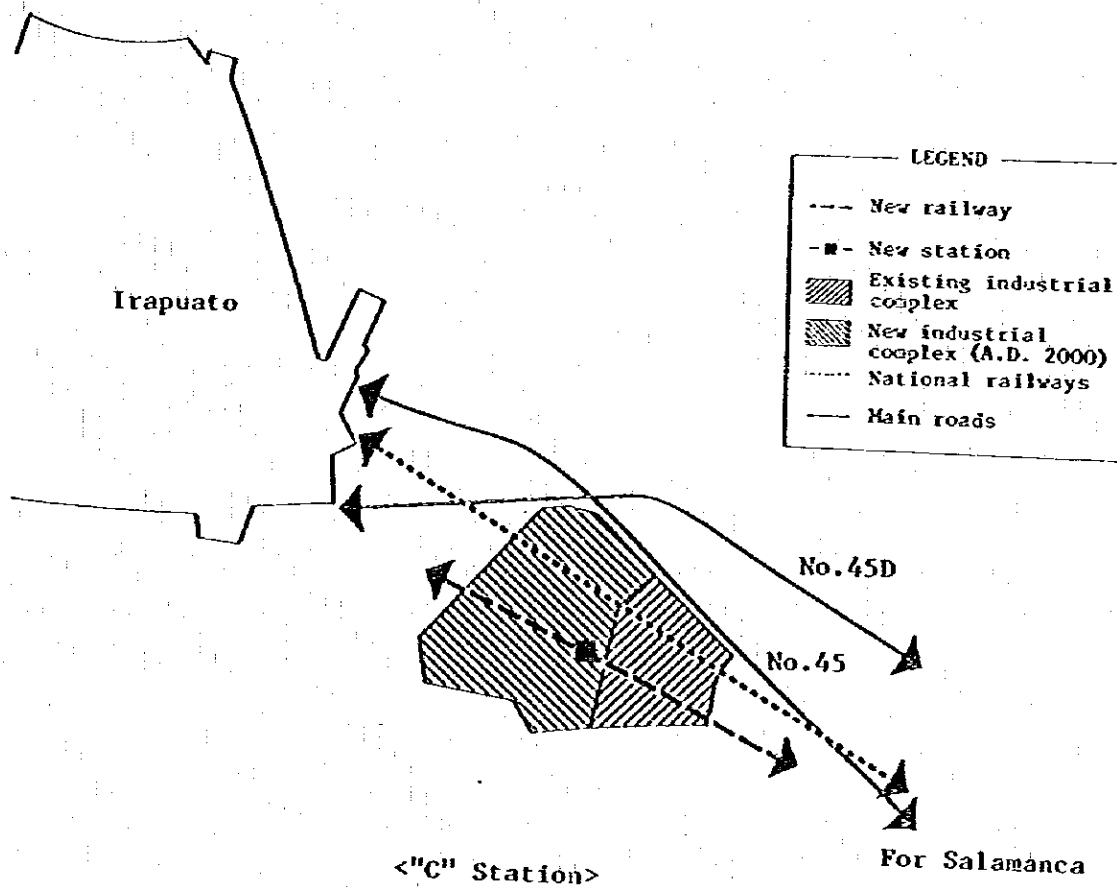 LEGEND
New railway
New station
Existing industrial
complex
New industrial
complex (A.D. 2000)
National railways
Main roads
Irapuato
No.45D
No.45
For Salamanca
<"C" Station>